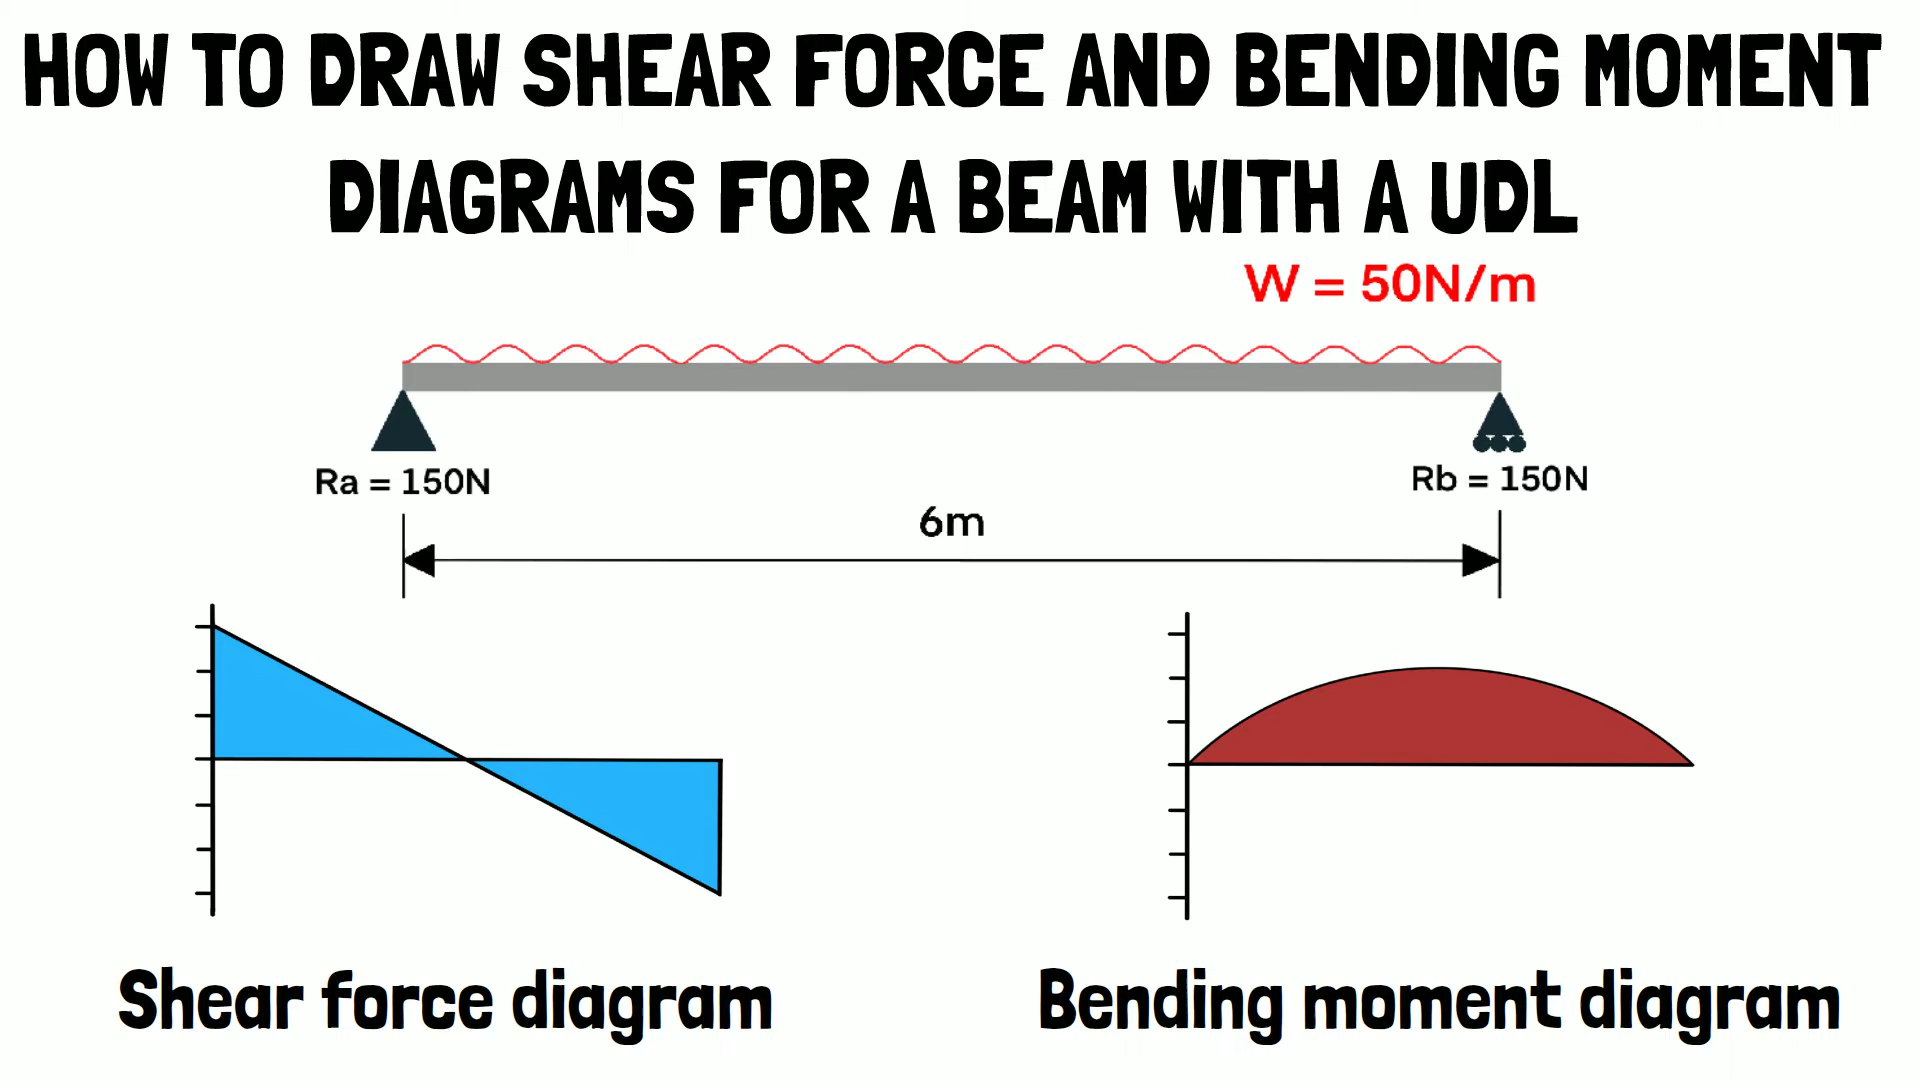 HOW TO DRAW SHEAR FORCE AND BENDING MOMENT
DIAGRAMS FOR A BEAM WITH A UDL
W = 50N/m
Ra = 150N
Rb = 150N
6m
Shear force diagram
Bending moment diagram